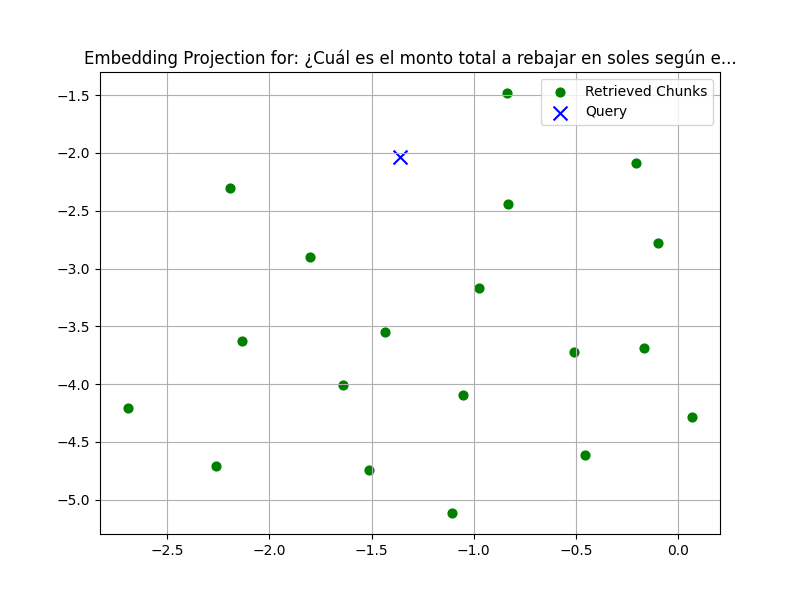 Embedding Projection for: ¿Cuál es el monto total a rebajar en soles según e...
Retrieved Chunks
Query
−1.5
−2.0
−2.5
−3.0
−3.5
−4.0
−4.5
−5.0
−2.5 −2.0 −1.5 −1.0 −0.5 0.0